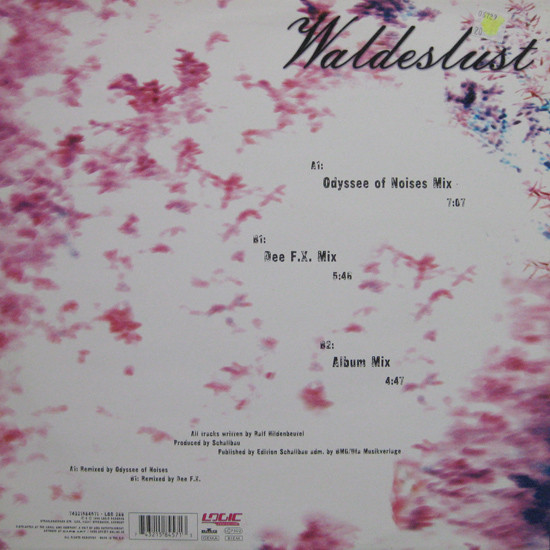 Waldeslust
A1:
Odyssee of Noises Mix
7:07
B1:
Dee F.X. Mix
5:46
B2:
Album Mix
4:47
All tracks written by Ralf Hildenbeutel
Produced by Schallbau
Published by Edition Schallbau adm. by Musikverlage
A1: Remixed by Odyssee of Noises
B1: Remixed by Dee F.X.
LOGIC